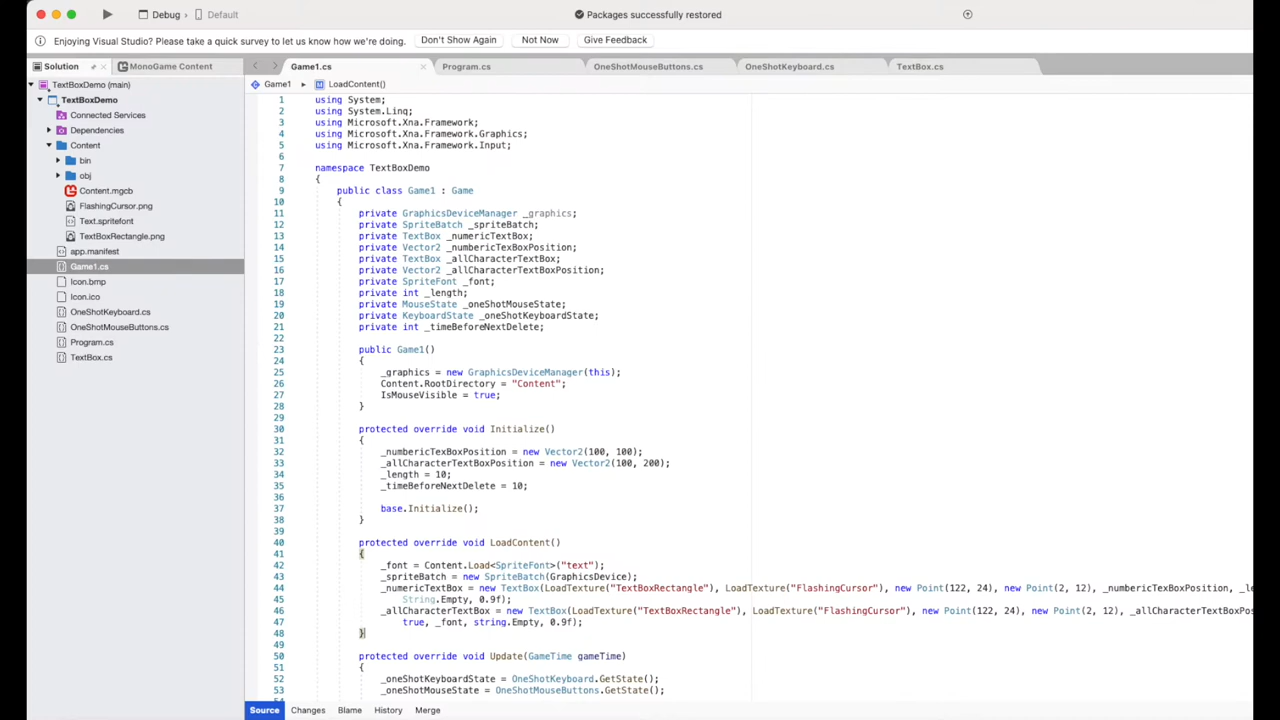 Debug › Default
Packages successfully restored
Enjoying Visual Studio? Please take a quick survey to let us know how we're doing.
Don't Show Again
Not Now
Give Feedback
Solution
MonoGame Content
Game1.cs
Program.cs
OneShotMouseButtons.cs
OneShotKeyboard.cs
TextBox.cs
TextBoxDemo (main)
TextBoxDemo
Connected Services
Dependencies
Content
bin
obj
Content.mgcb
FlashingCursor.png
Text.spritefont
TextBoxRectangle.png
app.manifest
Game1.cs
Icon.bmp
Icon.ico
OneShotKeyboard.cs
OneShotMouseButtons.cs
Program.cs
TextBox.cs
Game1 ▸ LoadContent()
1 using System;
2 using System.Linq;
3 using Microsoft.Xna.Framework;
4 using Microsoft.Xna.Framework.Graphics;
5 using Microsoft.Xna.Framework.Input;
6
7 namespace TextBoxDemo
8 {
9 public class Game1 : Game
10 {
11 private GraphicsDeviceManager _graphics;
12 private SpriteBatch _spriteBatch;
13 private TextBox _numericTextBox;
14 private Vector2 _numbericTexBoxPosition;
15 private TextBox _allCharacterTextBox;
16 private Vector2 _allCharacterTextBoxPosition;
17 private SpriteFont _font;
18 private int _length;
19 private MouseState _oneShotMouseState;
20 private KeyboardState _oneShotKeyboardState;
21 private int _timeBeforeNextDelete;
22
23 public Game1()
24 {
25 _graphics = new GraphicsDeviceManager(this);
26 Content.RootDirectory = "Content";
27 IsMouseVisible = true;
28 }
29
30 protected override void Initialize()
31 {
32 _numbericTexBoxPosition = new Vector2(100, 100);
33 _allCharacterTextBoxPosition = new Vector2(100, 200);
34 _length = 10;
35 _timeBeforeNextDelete = 10;
36
37 base.Initialize();
38 }
39
40 protected override void LoadContent()
41 {
42 _font = Content.Load<SpriteFont>("text");
43 _spriteBatch = new SpriteBatch(GraphicsDevice);
44 _numericTextBox = new TextBox(LoadTexture("TextBoxRectangle"), LoadTexture("FlashingCursor"), new Point(122, 24), new Point(2, 12), _numbericTexBoxPosition, _le
45 String.Empty, 0.9f);
46 _allCharacterTextBox = new TextBox(LoadTexture("TextBoxRectangle"), LoadTexture("FlashingCursor"), new Point(122, 24), new Point(2, 12), _allCharacterTextBoxPos
47 true, _font, string.Empty, 0.9f);
48 }
49
50 protected override void Update(GameTime gameTime)
51 {
52 _oneShotKeyboardState = OneShotKeyboard.GetState();
53 _oneShotMouseState = OneShotMouseButtons.GetState();
Source
Changes
Blame
History
Merge